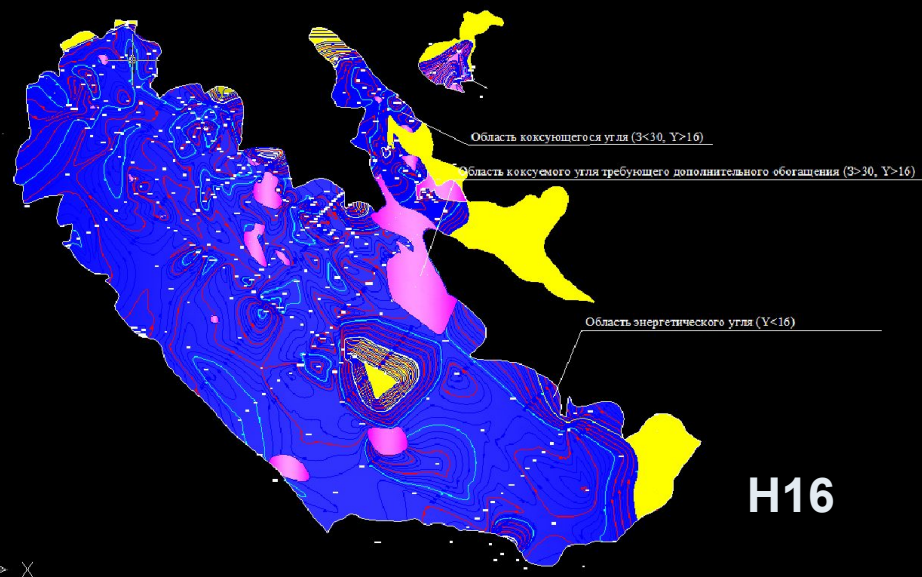 Область коксующегося угля (З<30, Y>16)
Область коксуемого угля требующего дополнительного обогащения (З>30, Y>16)
Область энергетического угля (Y<16)
H16
X